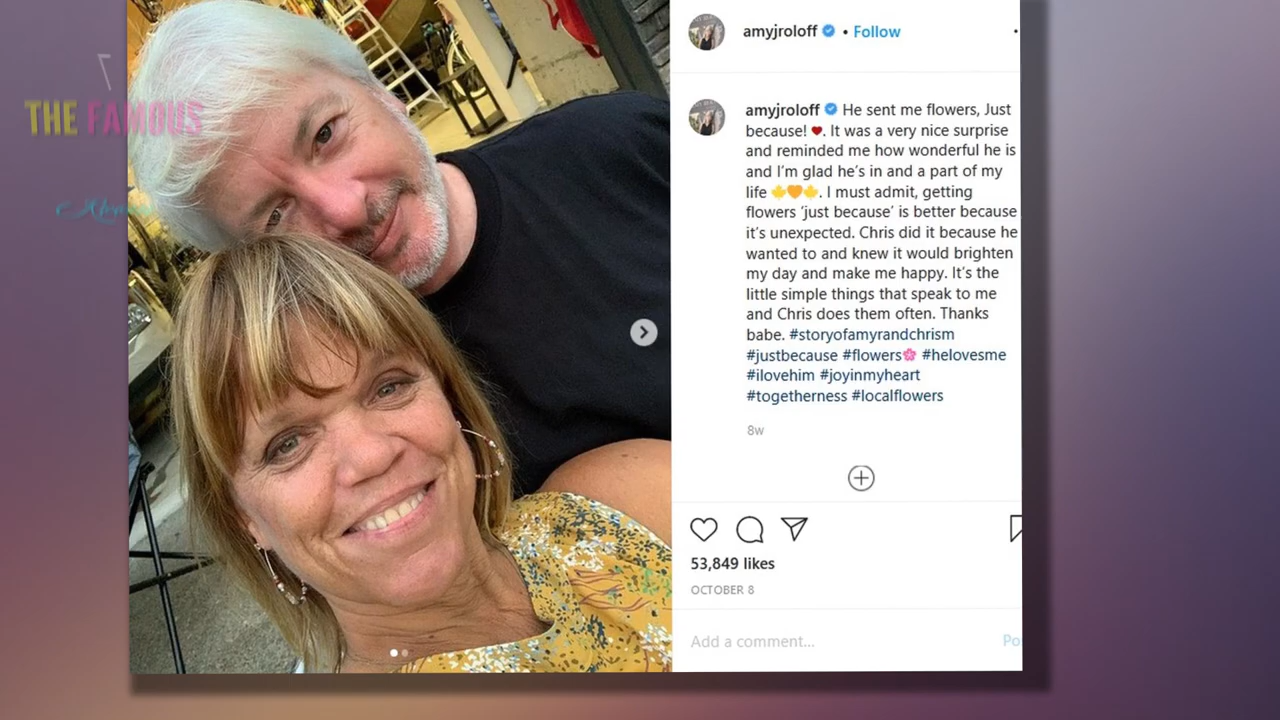 THE FAMOUS
amyjroloff • Follow
amyjroloff He sent me flowers, Just
because! ❤. It was a very nice surprise
and reminded me how wonderful he is
and I'm glad he's in and a part of my
life 🍁🧡🍁. I must admit, getting
flowers 'just because' is better because
it's unexpected. Chris did it because he
wanted to and knew it would brighten
my day and make me happy. It's the
little simple things that speak to me
and Chris does them often. Thanks
babe. #storyofamyrandchrism
#justbecause #flowers🌸 #helovesme
#ilovehim #joyinmyheart
#togetherness #localflowers
8w
53,849 likes
OCTOBER 8
Add a comment...